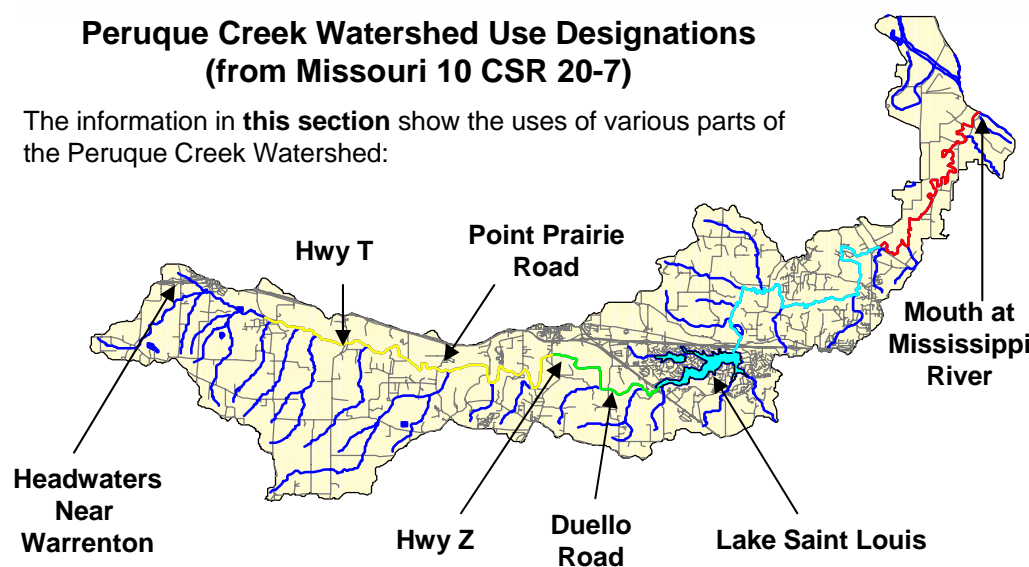 Peruque Creek Watershed Use Designations
(from Missouri 10 CSR 20-7)
The information in this section show the uses of various parts of
the Peruque Creek Watershed:
Hwy T
Point Prairie
Road
Mouth at
Mississippi
River
Headwaters
Near
Warrenton
Hwy Z
Duello
Road
Lake Saint Louis